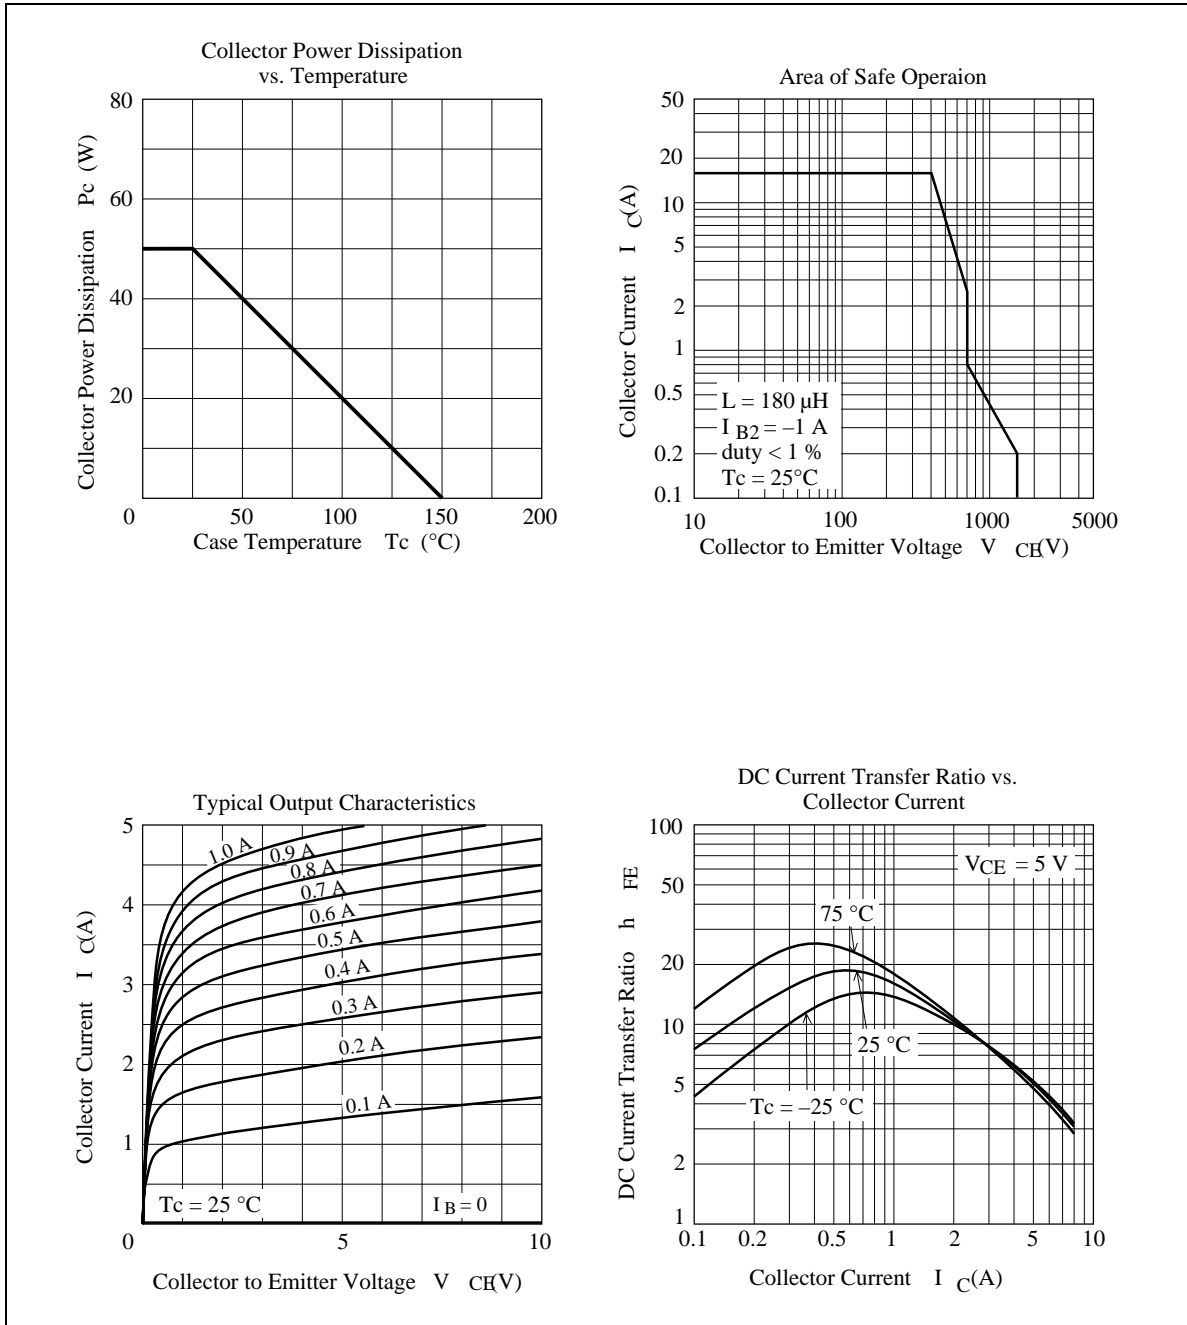 Collector Power Dissipation
vs. Temperature
80
60
40
20
0
50
100
150
200
Collector Power Dissipation Pc (W)
Case Temperature Tc (°C)
Area of Safe Operaion
50
20
10
5
2
1
0.5
0.2
0.1
10
100
1000
5000
Collector Current I C(A)
L = 180 µH
I B2 = –1 A
duty < 1 %
Tc = 25°C
Collector to Emitter Voltage V CE(V)
Typical Output Characteristics
5
4
3
2
1
0
5
10
Collector Current I C(A)
1.0 A
0.9 A
0.8 A
0.7 A
0.6 A
0.5 A
0.4 A
0.3 A
0.2 A
0.1 A
Tc = 25 °C
I B = 0
Collector to Emitter Voltage V CE(V)
DC Current Transfer Ratio vs.
Collector Current
100
50
20
10
5
2
1
0.1
0.2
0.5
1
2
5
10
DC Current Transfer Ratio h FE
VCE = 5 V
75 °C
25 °C
Tc = –25 °C
Collector Current I C(A)